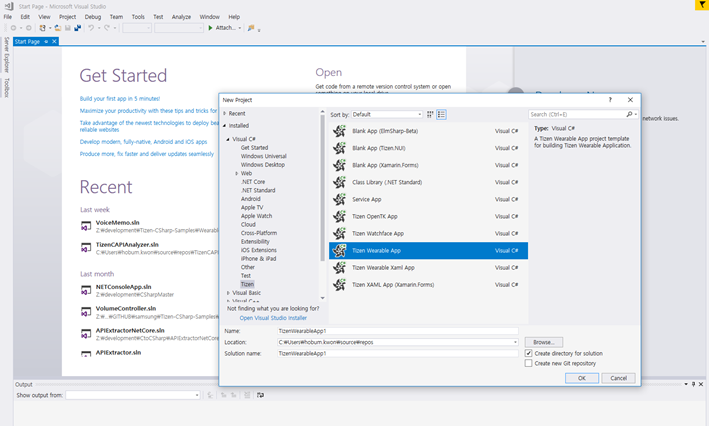 Start Page - Microsoft Visual Studio
File Edit View Project Debug Team Tools Test Analyze Window Help
Attach...
Server Explorer
Toolbox
Start Page
Get Started
Build your first app in 5 minutes!
Maximize your productivity with these tips and tricks for
Take advantage of the newest technologies to deploy bea
reliable websites
Develop modern, fully-native, Android and iOS apps
Produce more, fix faster and deliver updates seamlessly
Recent
Last week
VoiceMemo.sln
Z:₩development₩Tizen-CSharp-Samples₩Wearable
TizenCAPIAnalyzer.sln
C:₩Users₩hobum.kwon₩source₩repos₩TizenCAPI
Last month
NETConsoleApp.sln
Z:₩development₩CSharpMaster
VolumeController.sln
Z:₩...₩GITHUB₩samsung₩Tizen-CSharp-Samples₩
APIExtractorNetCore.sln
Z:₩development₩CtoCSharp₩APIExtractorNetCore
APIExtractor.sln
Open
Get code from a remote version control system or open
network issues.
New Project
?
Recent
Installed
Visual C#
Get Started
Windows Universal
Windows Desktop
Web
.NET Core
.NET Standard
Android
Apple TV
Apple Watch
Cloud
Cross-Platform
Extensibility
iOS Extensions
iPhone & iPad
Other
Test
Tizen
Visual Basic
Visual C++
Not finding what you are looking for?
Open Visual Studio Installer
Sort by: Default
Blank App (ElmSharp-Beta) Visual C#
Blank App (Tizen.NUI) Visual C#
Blank App (Xamarin.Forms) Visual C#
Class Library (.NET Standard) Visual C#
Service App Visual C#
Tizen OpenTK App Visual C#
Tizen Watchface App Visual C#
Tizen Wearable App Visual C#
Tizen Wearable Xaml App Visual C#
Tizen XAML App (Xamarin.Forms) Visual C#
Search (Ctrl+E)
Type: Visual C#
A Tizen Wearable App project template
for building Tizen Wearable Application.
Name: TizenWearableApp1
Location: C:₩Users₩hobum.kwon₩source₩repos
Browse...
Solution name: TizenWearableApp1
Create directory for solution
Create new Git repository
OK Cancel
Output
Show output from: